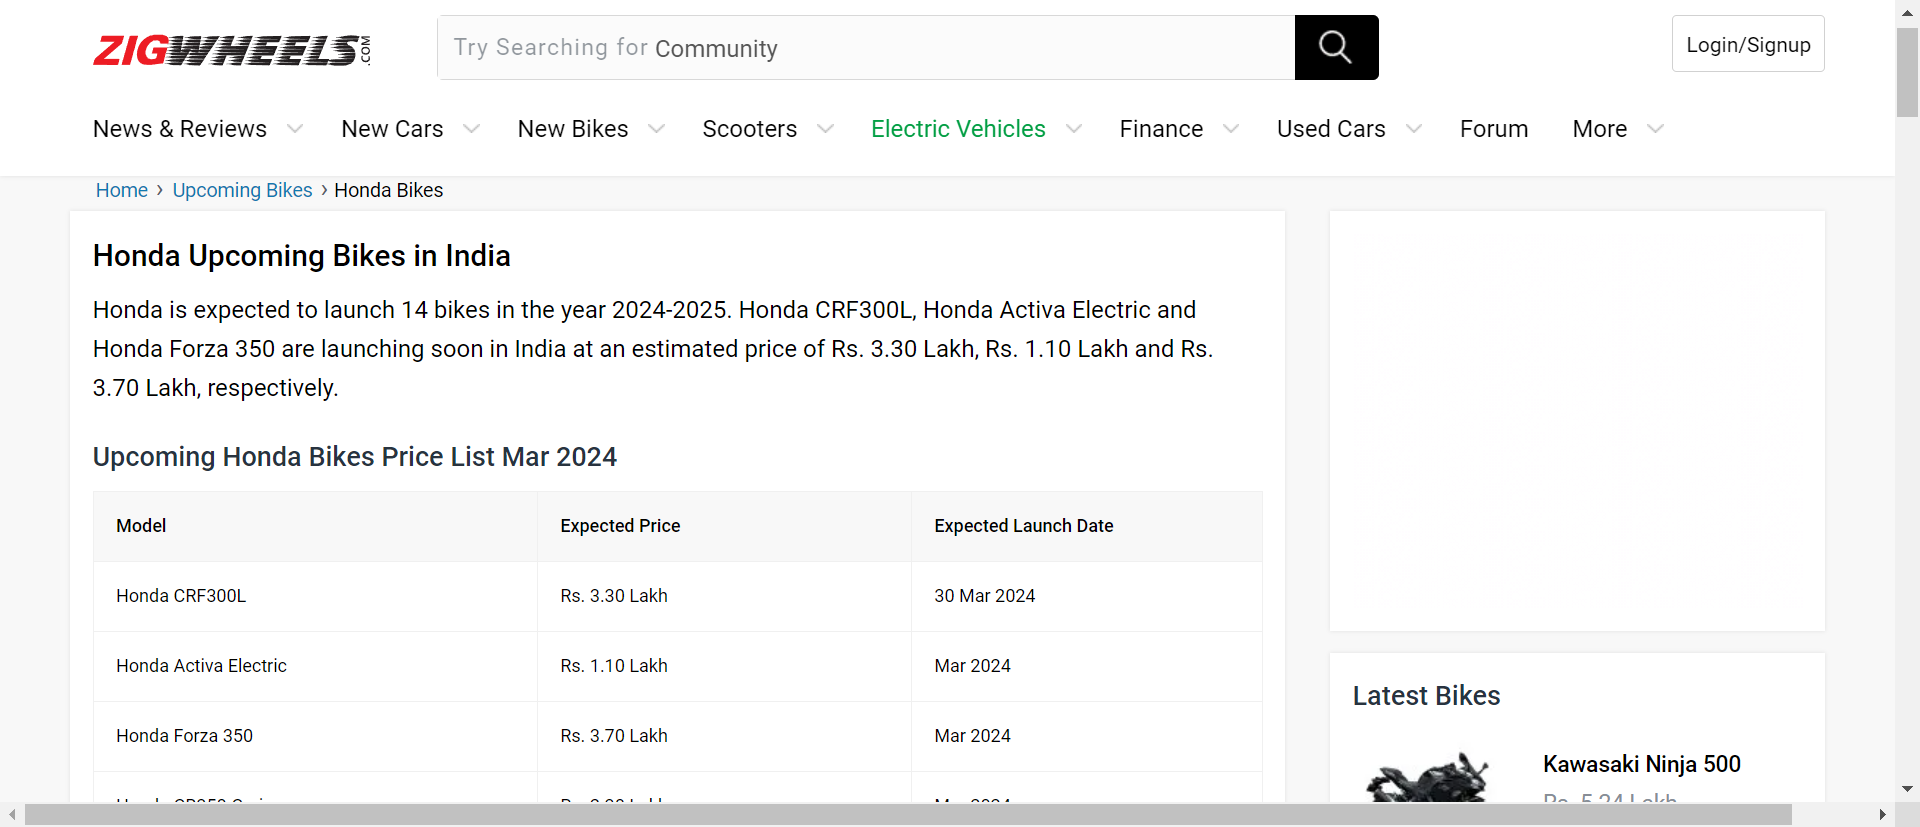 ZIGWHEELS.COM
Try Searching for Community
Login/Signup
News & Reviews New Cars New Bikes Scooters Electric Vehicles Finance Used Cars Forum More
Home › Upcoming Bikes › Honda Bikes
Honda Upcoming Bikes in India
Honda is expected to launch 14 bikes in the year 2024-2025. Honda CRF300L, Honda Activa Electric and
Honda Forza 350 are launching soon in India at an estimated price of Rs. 3.30 Lakh, Rs. 1.10 Lakh and Rs.
3.70 Lakh, respectively.
Upcoming Honda Bikes Price List Mar 2024
Model Expected Price Expected Launch Date
Honda CRF300L Rs. 3.30 Lakh 30 Mar 2024
Honda Activa Electric Rs. 1.10 Lakh Mar 2024
Honda Forza 350 Rs. 3.70 Lakh Mar 2024
Latest Bikes
Kawasaki Ninja 500
Rs. 5.24 Lakh